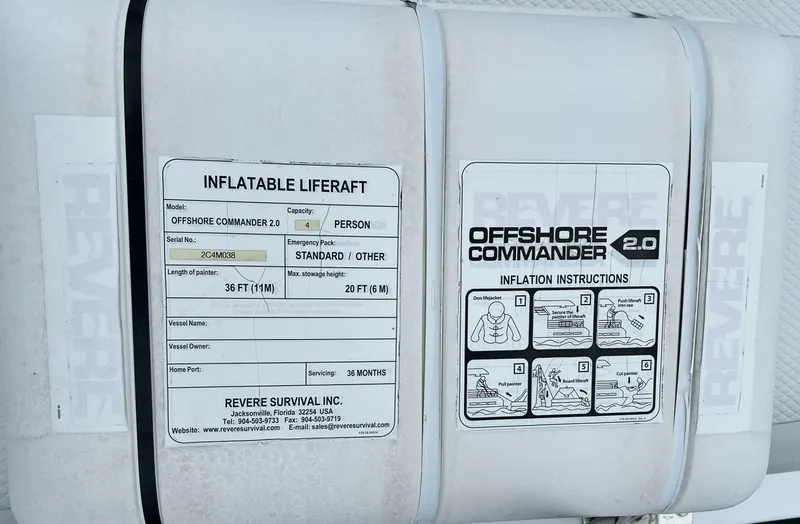 REVERE
INFLATABLE LIFERAFT
Model:
OFFSHORE COMMANDER 2.0
Capacity:
4 PERSON
Serial No.:
2C4M038
Emergency Pack:
STANDARD / OTHER
Length of painter:
36 FT (11M)
Max. stowage height:
20 FT (6 M)
Vessel Name:
Vessel Owner:
Home Port:
Servicing: 36 MONTHS
REVERE SURVIVAL INC.
Jacksonville, Florida 32254 USA
Tel: 904-503-9733 Fax: 904-503-9719
Website: www.reveresurvival.com E-mail: sales@reveresurvival.com
REVERE
OFFSHORE
COMMANDER 2.0
INFLATION INSTRUCTIONS
Don lifejacket
1
2
Secure the
painter of liferaft
Push liferaft
into sea
3
4
Pull painter
5
Board liferaft
6
Cut painter
REVERE